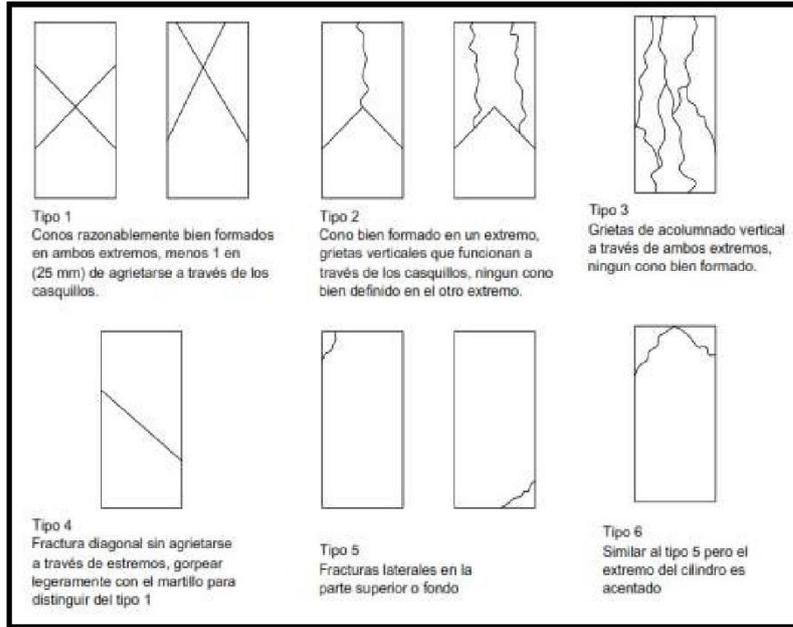 Tipo 1
Conos razonablemente bien formados
en ambos extremos, menos 1 en
(25 mm) de agrietarse a través de los
casquillos.
Tipo 2
Cono bien formado en un extremo,
grietas verticales que funcionan a
través de los casquillos, ningun cono
bien definido en el otro extremo.
Tipo 3
Grietas de acolumnado vertical
a través de ambos extremos,
ningun cono bien formado.
Tipo 4
Fractura diagonal sin agrietarse
a través de estremos, gorpear
legeramente con el martillo para
distinguir del tipo 1
Tipo 5
Fracturas laterales en la
parte superior o fondo
Tipo 6
Similar al tipo 5 pero el
extremo del cilindro es
acentado